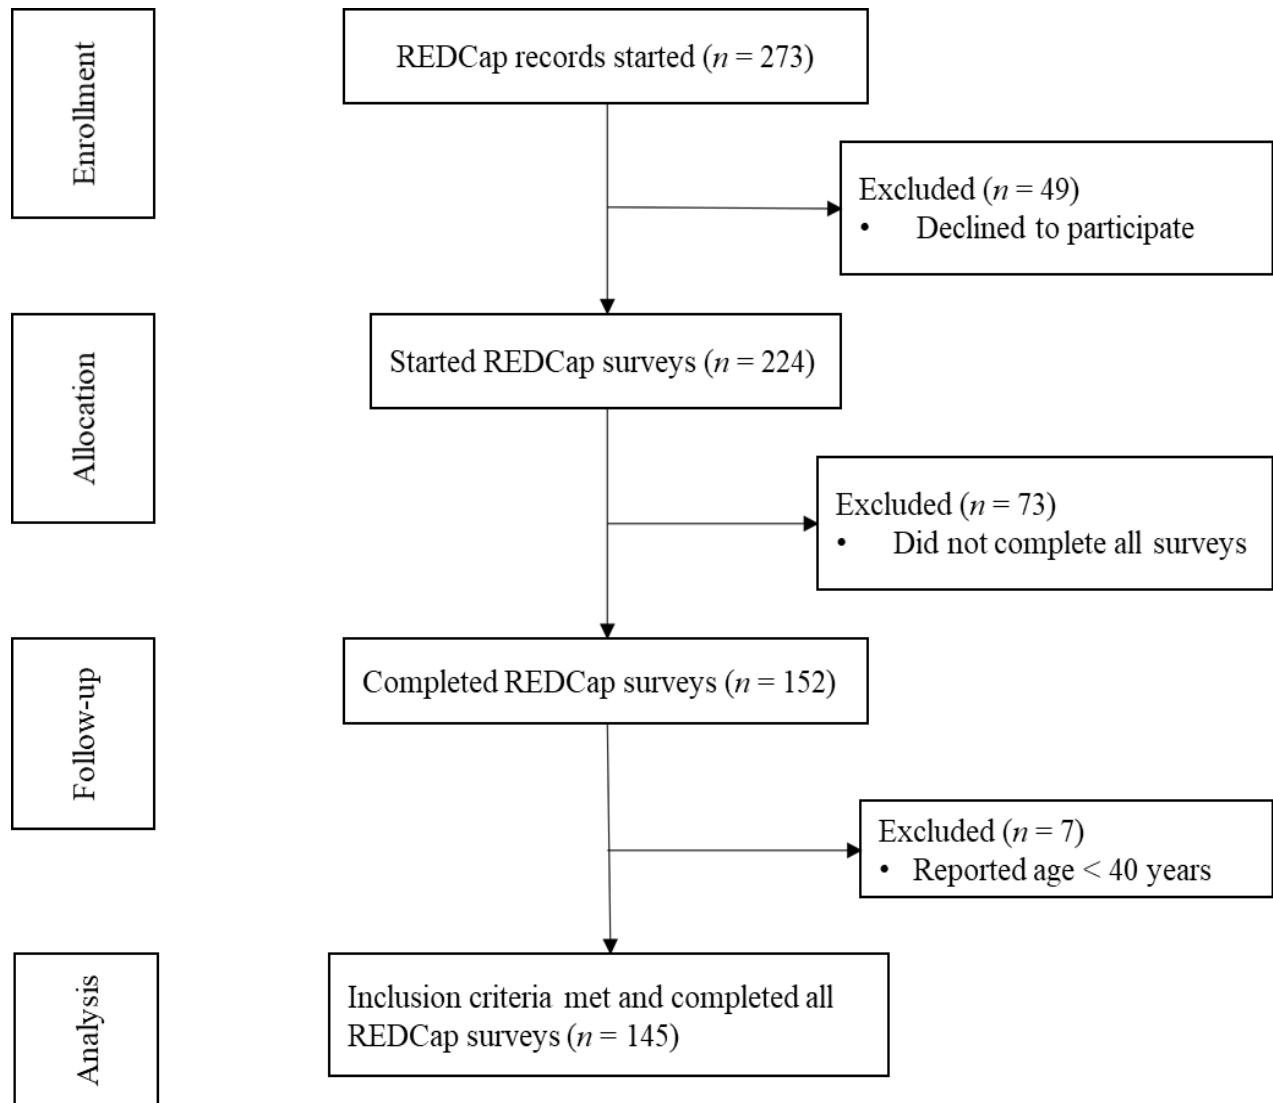 Enrollment
REDCap records started (n = 273)
Excluded (n = 49)
• Declined to participate
Allocation
Started REDCap surveys (n = 224)
Excluded (n = 73)
• Did not complete all surveys
Follow-up
Completed REDCap surveys (n = 152)
Excluded (n = 7)
• Reported age < 40 years
Analysis
Inclusion criteria met and completed all
REDCap surveys (n = 145)